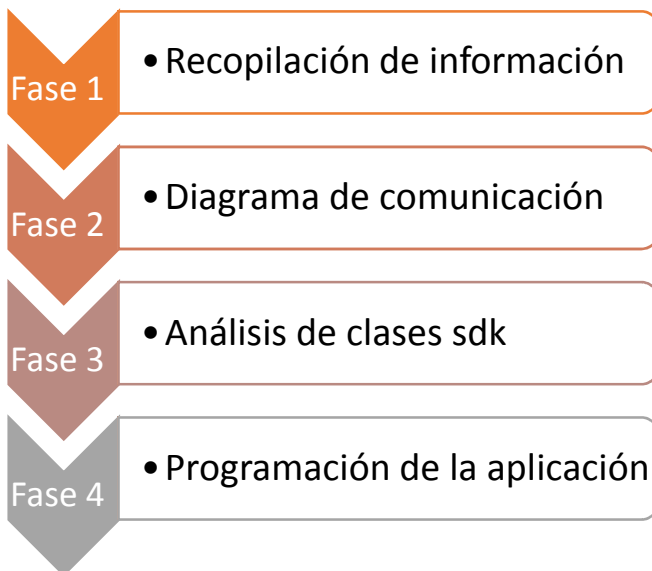 Fase 1
• Recopilación de información
Fase 2
• Diagrama de comunicación
Fase 3
• Análisis de clases sdk
Fase 4
• Programación de la aplicación